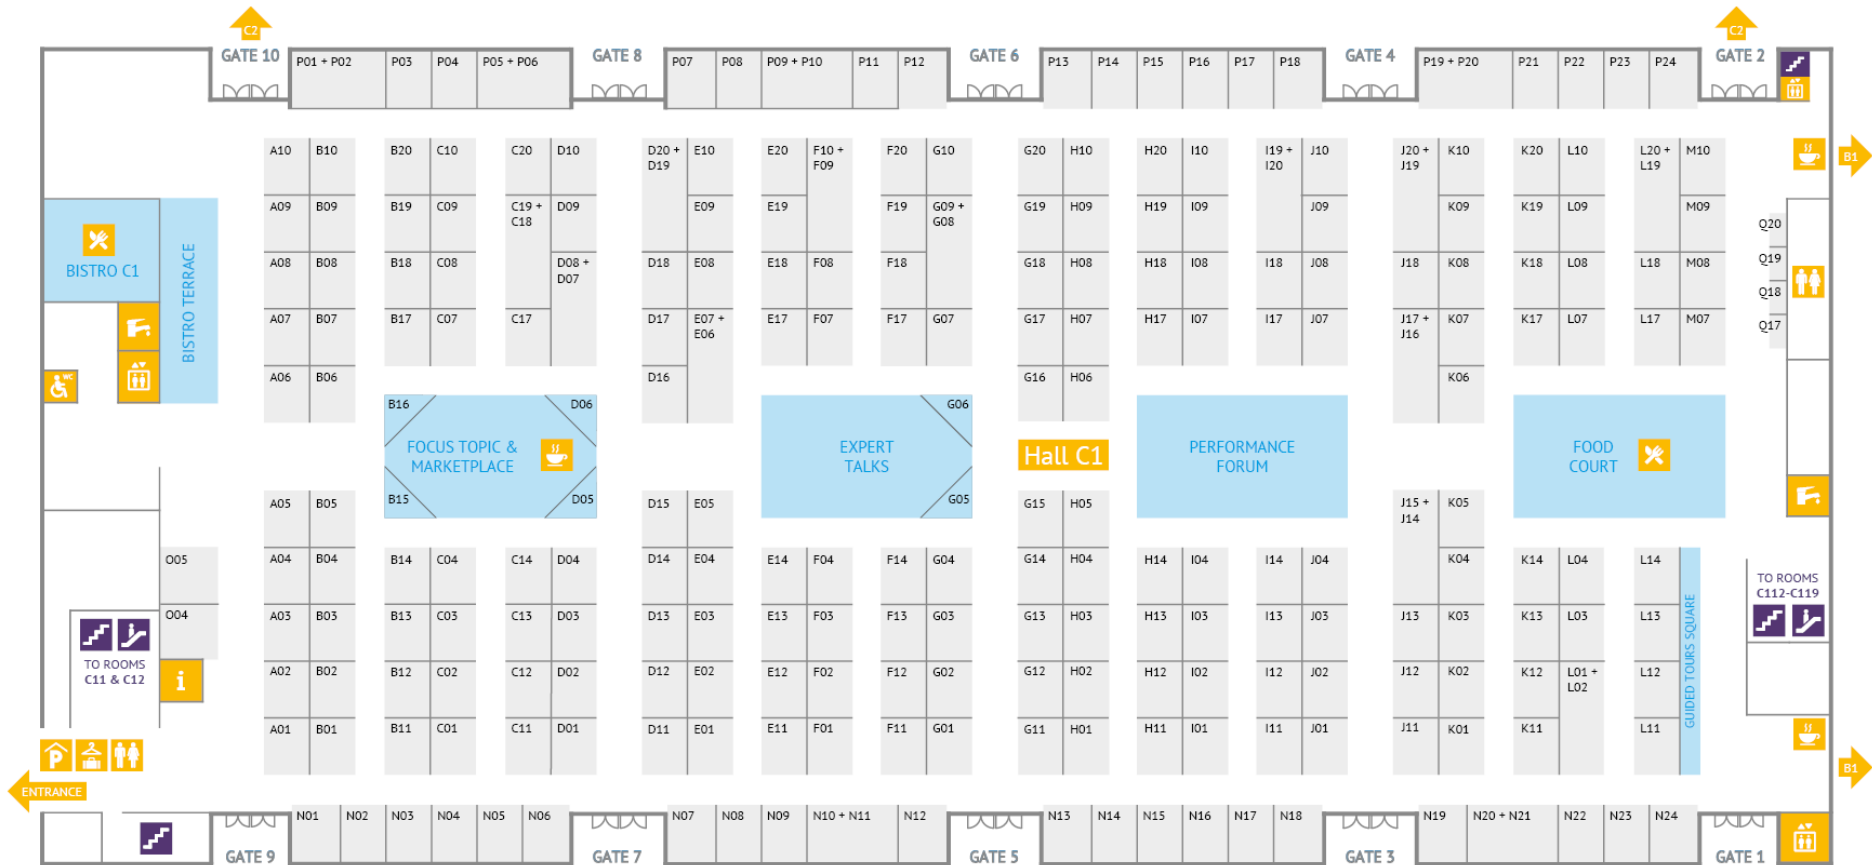 C2
C2
GATE 10
P01 + P02
P03
P04
P05 + P06
GATE 8
P07
P08
P09 + P10
P11
P12
GATE 6
P13
P14
P15
P16
P17
P18
GATE 4
P19 + P20
P21
P22
P23
P24
GATE 2
A10
B10
B20
C10
C20
D10
D20 +
D19
E10
E20
F10 +
F09
F20
G10
G20
H10
H20
I10
I19 +
I20
J10
J20 +
J19
K10
K20
L10
L20 +
L19
M10
B1
A09
B09
B19
C09
C19 +
C18
D09
E09
E19
F19
G09 +
G08
G19
H09
H19
I09
J09
K09
K19
L09
M09
Q20
BISTRO C1
BISTRO TERRACE
A08
B08
B18
C08
D08 +
D07
D18
E08
E18
F08
F18
G18
H08
H18
I08
I18
J08
J18
K08
K18
L08
L18
M08
Q19
Q18
A07
B07
B17
C07
C17
D17
E07 +
E06
E17
F07
F17
G07
G17
H07
H17
I07
I17
J07
J17 +
J16
K07
K17
L07
L17
M07
Q17
WC
A06
B06
D16
G16
H06
K06
B16
D06
G06
FOCUS TOPIC &
MARKETPLACE
EXPERT
TALKS
Hall C1
PERFORMANCE
FORUM
FOOD
COURT
B15
D05
G05
A05
B05
D15
E05
G15
H05
J15 +
J14
K05
O05
A04
B04
B14
C04
C14
D04
D14
E04
E14
F04
F14
G04
G14
H04
H14
I04
I14
J04
K04
K14
L04
L14
TO ROOMS
C112-C119
O04
A03
B03
B13
C03
C13
D03
D13
E03
E13
F03
F13
G03
G13
H03
H13
I03
I13
J03
J13
K03
K13
L03
L13
GUIDED TOURS SQUARE
TO ROOMS
C11 & C12
i
A02
B02
B12
C02
C12
D02
D12
E02
E12
F02
F12
G02
G12
H02
H12
I02
I12
J02
J12
K02
K12
L01 +
L02
L12
A01
B01
B11
C01
C11
D01
D11
E01
E11
F01
F11
G01
G11
H01
H11
I01
I11
J01
J11
K01
K11
L11
P
B1
ENTRANCE
N01
N02
N03
N04
N05
N06
N07
N08
N09
N10 + N11
N12
N13
N14
N15
N16
N17
N18
N19
N20 + N21
N22
N23
N24
GATE 9
GATE 7
GATE 5
GATE 3
GATE 1